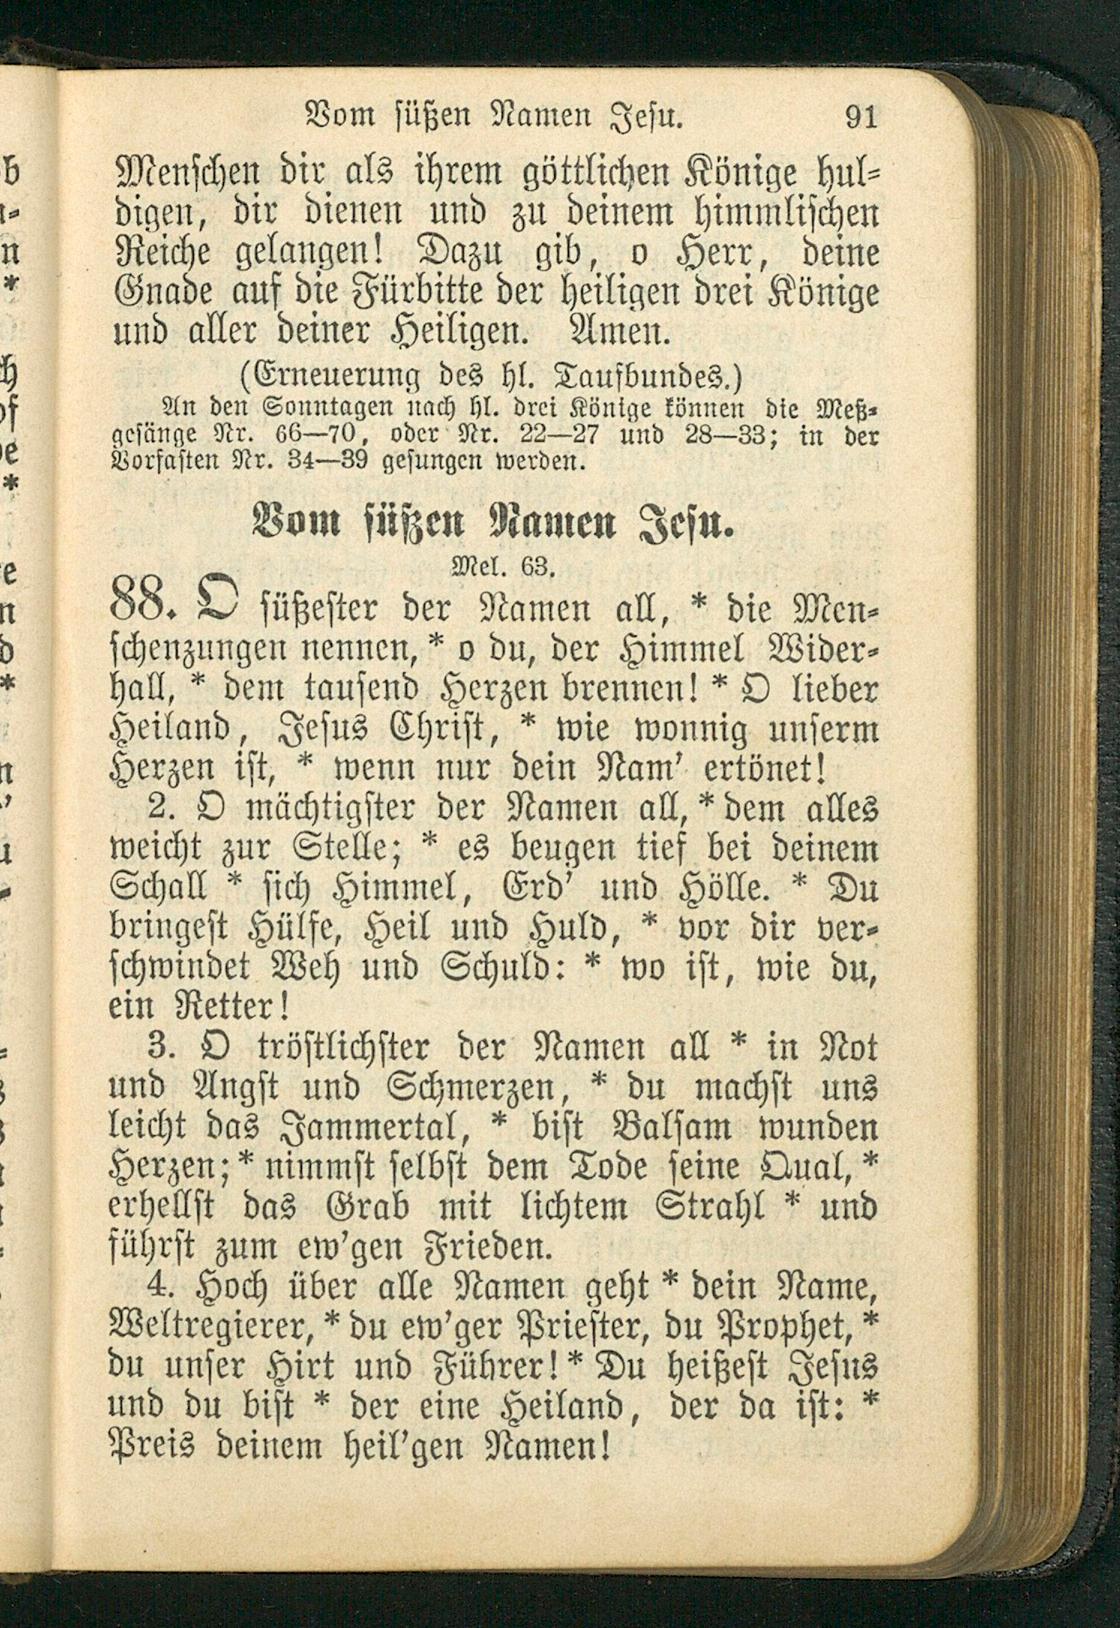 Vom süßen Namen Jesu. 91
Menschen dir als ihrem göttlichen Könige hul-
digen, dir dienen und zu deinem himmlischen
Reiche gelangen! Dazu gib, o Herr, deine
Gnade auf die Fürbitte der heiligen drei Könige
und aller deiner Heiligen. Amen.
(Erneuerung des hl. Taufbundes.)
An den Sonntagen nach hl. drei Könige können die Meß-
gesänge Nr. 66—70, oder Nr. 22—27 und 28—33; in der
Vorfasten Nr. 34—39 gesungen werden.
Vom süßen Namen Jesu.
Mel. 63.
88. O süßester der Namen all, * die Men-
schenzungen nennen, * o du, der Himmel Wider-
hall, * dem tausend Herzen brennen! * O lieber
Heiland, Jesus Christ, * wie wonnig unserm
Herzen ist, * wenn nur dein Nam’ ertönet!
2. O mächtigster der Namen all, * dem alles
weicht zur Stelle; * es beugen tief bei deinem
Schall * sich Himmel, Erd’ und Hölle. * Du
bringest Hülfe, Heil und Huld, * vor dir ver-
schwindet Weh und Schuld: * wo ist, wie du,
ein Retter!
3. O tröstlichster der Namen all * in Not
und Angst und Schmerzen, * du machst uns
leicht das Jammertal, * bist Balsam wunden
Herzen; * nimmst selbst dem Tode seine Qual, *
erhellst das Grab mit lichtem Strahl * und
führst zum ew’gen Frieden.
4. Hoch über alle Namen geht * dein Name,
Weltregierer, * du ew’ger Priester, du Prophet, *
du unser Hirt und Führer! * Du heißest Jesus
und du bist * der eine Heiland, der da ist: *
Preis deinem heil’gen Namen!